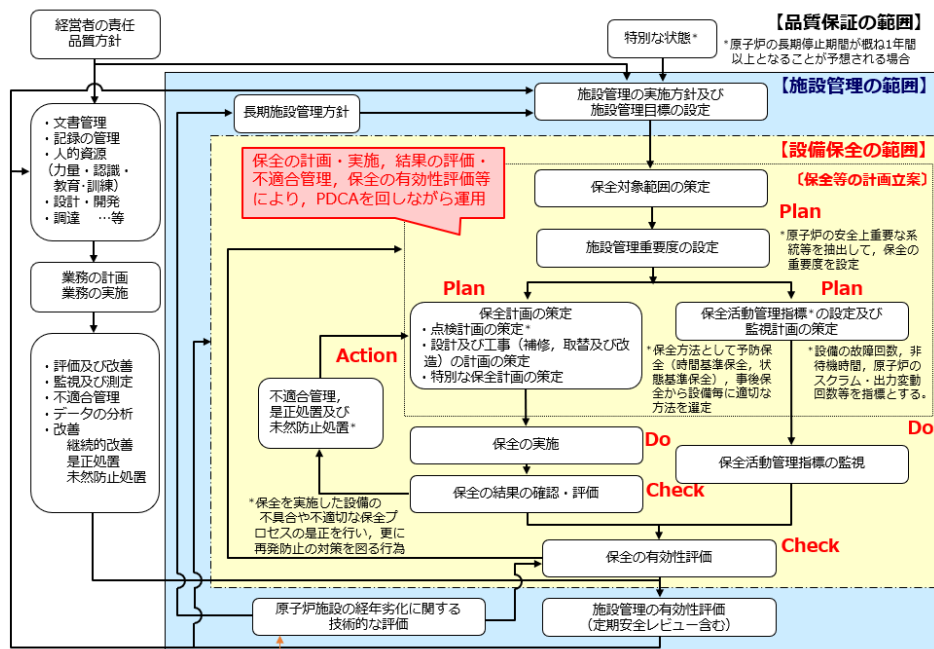 【品質保証の範囲】
経営者の責任
品質方針
特別な状態*
*原子炉の長期停止期間が概ね1年間
以上となることが予想される場合
【施設管理の範囲】
施設管理の実施方針及び
施設管理目標の設定
長期施設管理方針
・文書管理
・記録の管理
・人的資源
（力量・認識・
教育・訓練）
・設計・開発
・調達　…等
【設備保全の範囲】
保全の計画・実施，結果の評価・
不適合管理，保全の有効性評価等
により，PDCAを回しながら運用
〔保全等の計画立案〕
保全対象範囲の策定
Plan
施設管理重要度の設定
*原子炉の安全上重要な系
統等を抽出して，保全の
重要度を設定
業務の計画
業務の実施
Plan
Plan
保全計画の策定
・点検計画の策定*
・設計及び工事（補修，取替及び改
造）の計画の策定
・特別な保全計画の策定
保全活動管理指標*の設定及び
監視計画の策定
Action
*保全方法として予防保
全（時間基準保全，状
態基準保全），事後保
全から設備毎に適切な
方法を選定
*設備の故障回数，非
待機時間，原子炉の
スクラム・出力変動
回数等を指標とする。
・評価及び改善
・監視及び測定
・不適合管理
・データの分析
・改善
継続的改善
是正処置
未然防止処置
不適合管理，
是正処置及び
未然防止処置*
Do
保全の実施
Do
保全活動管理指標の監視
保全の結果の確認・評価
Check
*保全を実施した設備の
不具合や不適切な保全プ
ロセスの是正を行い，更に
再発防止の対策を図る行為
保全の有効性評価
Check
原子炉施設の経年劣化に関する
技術的な評価
施設管理の有効性評価
（定期安全レビュー含む）